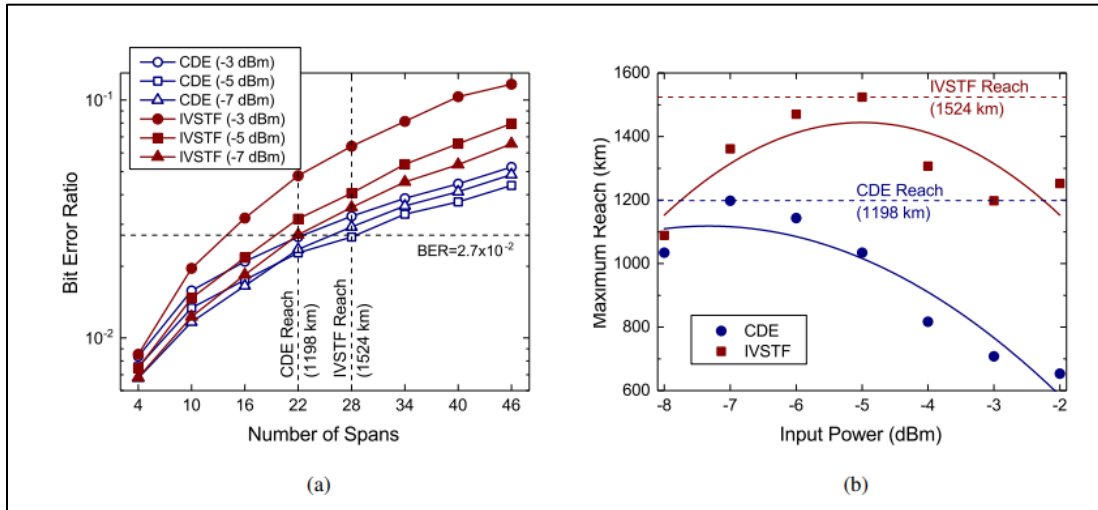 CDE (-3 dBm)
CDE (-5 dBm)
CDE (-7 dBm)
IVSTF (-3 dBm)
IVSTF (-5 dBm)
IVSTF (-7 dBm)
10-1
10-2
Bit Error Ratio
BER=2.7x10-2
CDE Reach
(1198 km)
IVSTF Reach
(1524 km)
4 10 16 22 28 34 40 46
Number of Spans
(a)
1600
1400
1200
1000
800
600
Maximum Reach (km)
IVSTF Reach
(1524 km)
CDE Reach
(1198 km)
CDE
IVSTF
-8 -7 -6 -5 -4 -3 -2
Input Power (dBm)
(b)